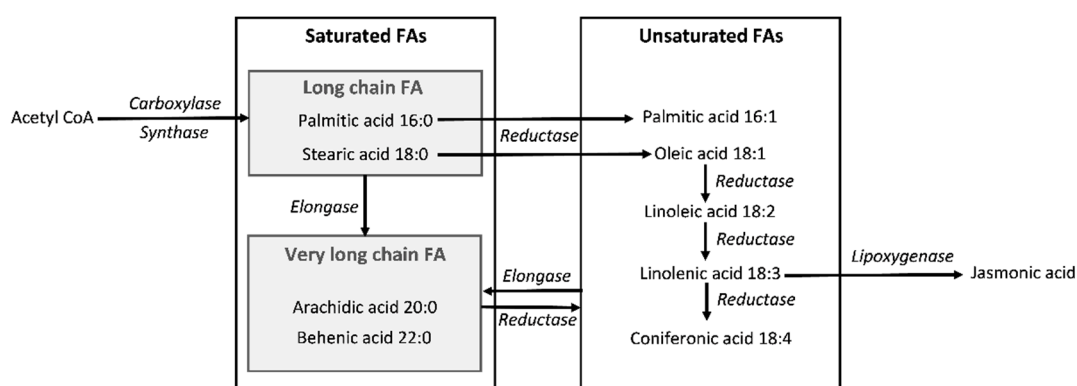 Saturated FAs
Unsaturated FAs
Long chain FA
Acetyl CoA
Carboxylase
Synthase
Palmitic acid 16:0
Reductase
Palmitic acid 16:1
Stearic acid 18:0
Oleic acid 18:1
Reductase
Elongase
Linoleic acid 18:2
Reductase
Very long chain FA
Linolenic acid 18:3
Lipoxygenase
Jasmonic acid
Elongase
Reductase
Arachidic acid 20:0
Reductase
Behenic acid 22:0
Coniferonic acid 18:4